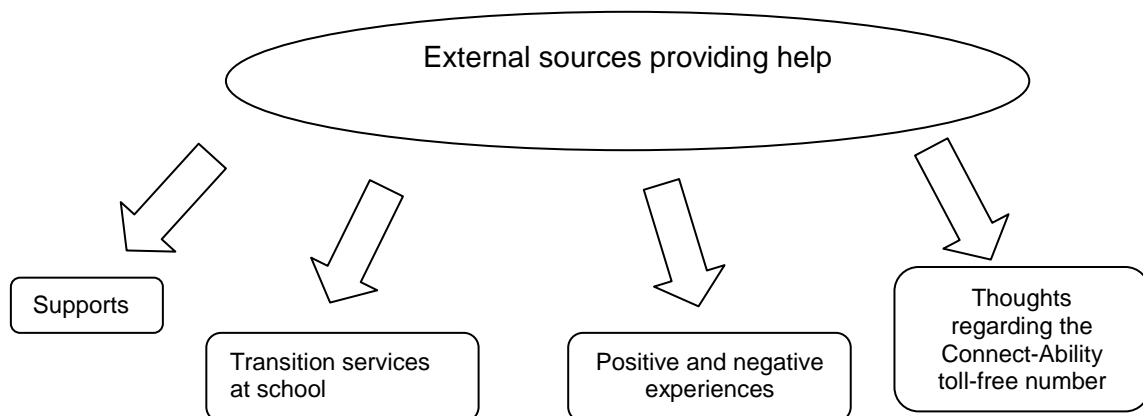 External sources providing help
Supports
Transition services
at school
Positive and negative
experiences
Thoughts
regarding the
Connect-Ability
toll-free number